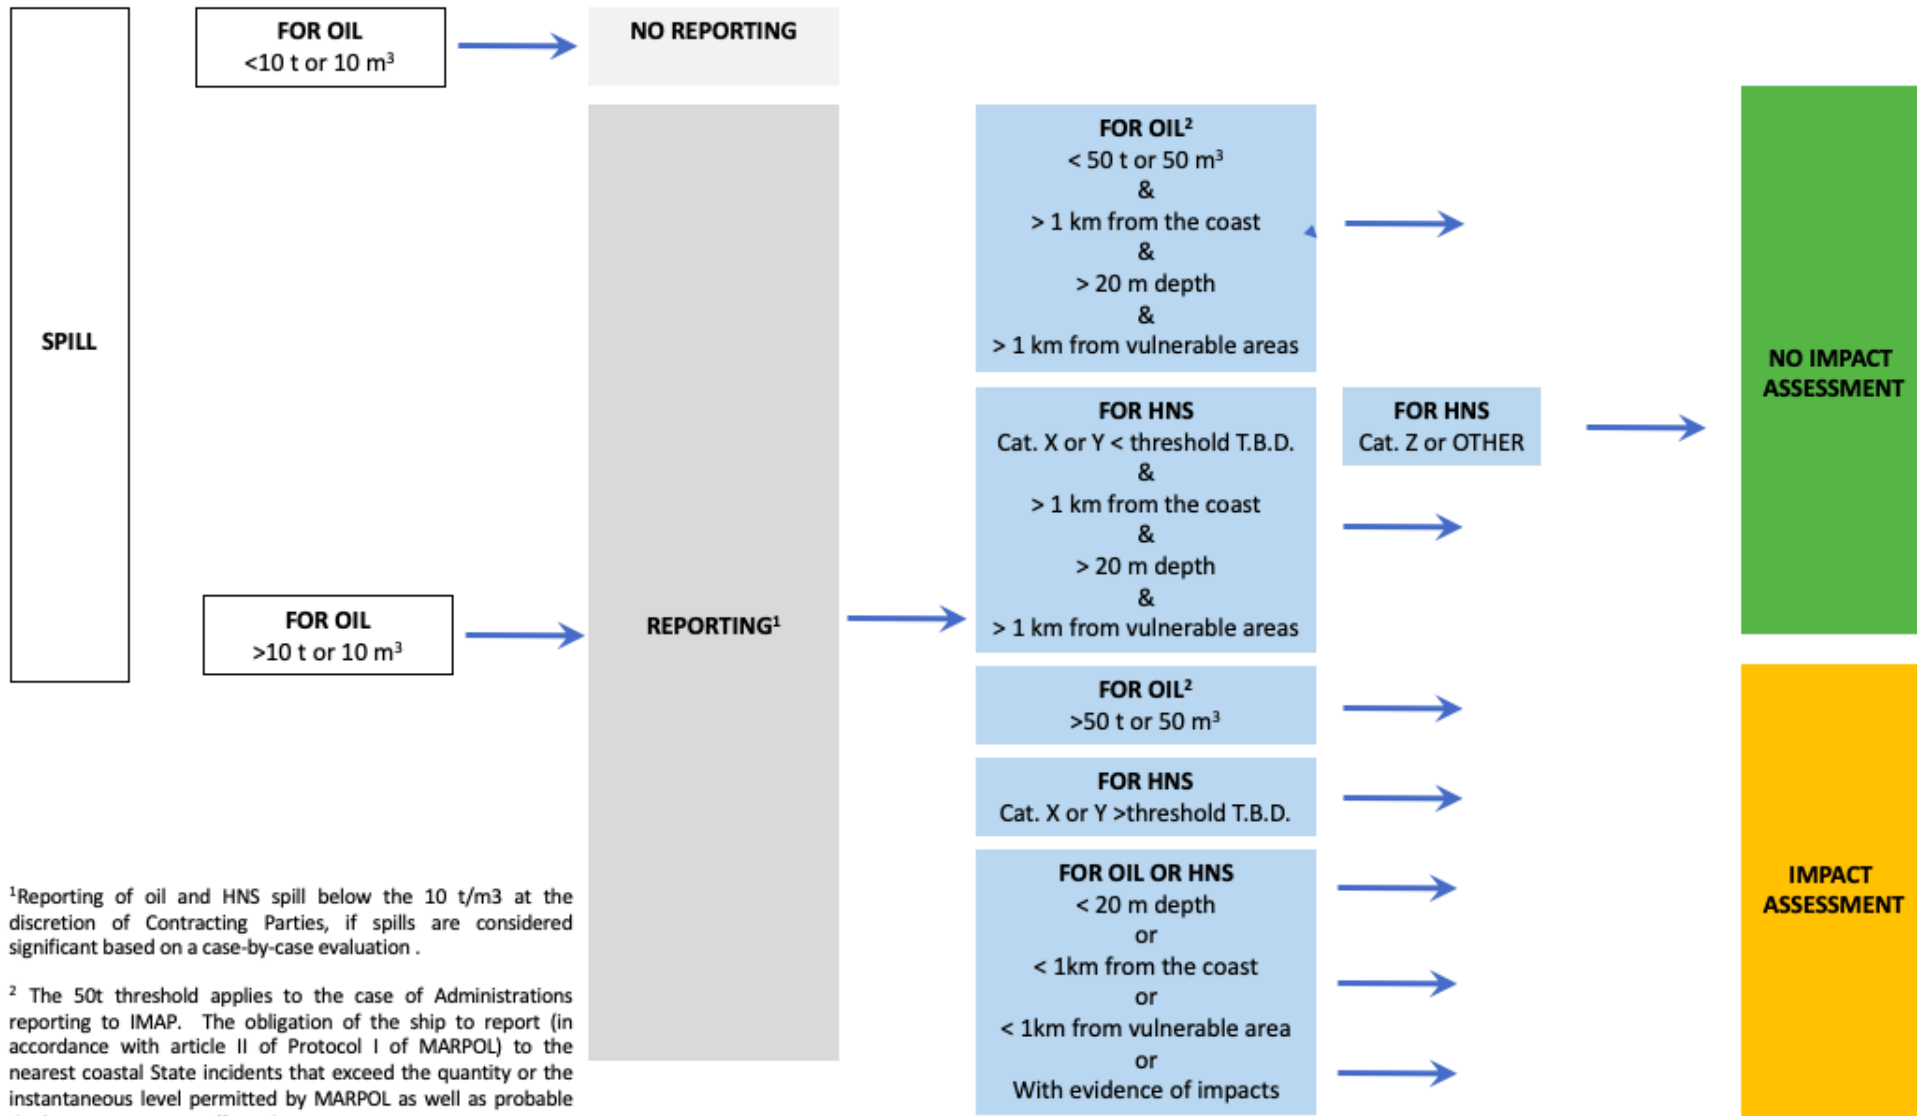 SPILL
FOR OIL
<10 t or 10 m³
NO REPORTING
FOR OIL
>10 t or 10 m³
REPORTING¹
FOR OIL²
< 50 t or 50 m³
&
> 1 km from the coast
&
> 20 m depth
&
> 1 km from vulnerable areas
FOR HNS
Cat. X or Y < threshold T.B.D.
&
> 1 km from the coast
&
> 20 m depth
&
> 1 km from vulnerable areas
FOR HNS
Cat. Z or OTHER
FOR OIL²
>50 t or 50 m³
FOR HNS
Cat. X or Y >threshold T.B.D.
FOR OIL OR HNS
< 20 m depth
or
< 1km from the coast
or
< 1km from vulnerable area
or
With evidence of impacts
NO IMPACT
ASSESSMENT
IMPACT
ASSESSMENT
¹Reporting of oil and HNS spill below the 10 t/m3 at the
discretion of Contracting Parties, if spills are considered
significant based on a case-by-case evaluation .
² The 50t threshold applies to the case of Administrations
reporting to IMAP. The obligation of the ship to report (in
accordance with article II of Protocol I of MARPOL) to the
nearest coastal State incidents that exceed the quantity or the
instantaneous level permitted by MARPOL as well as probable